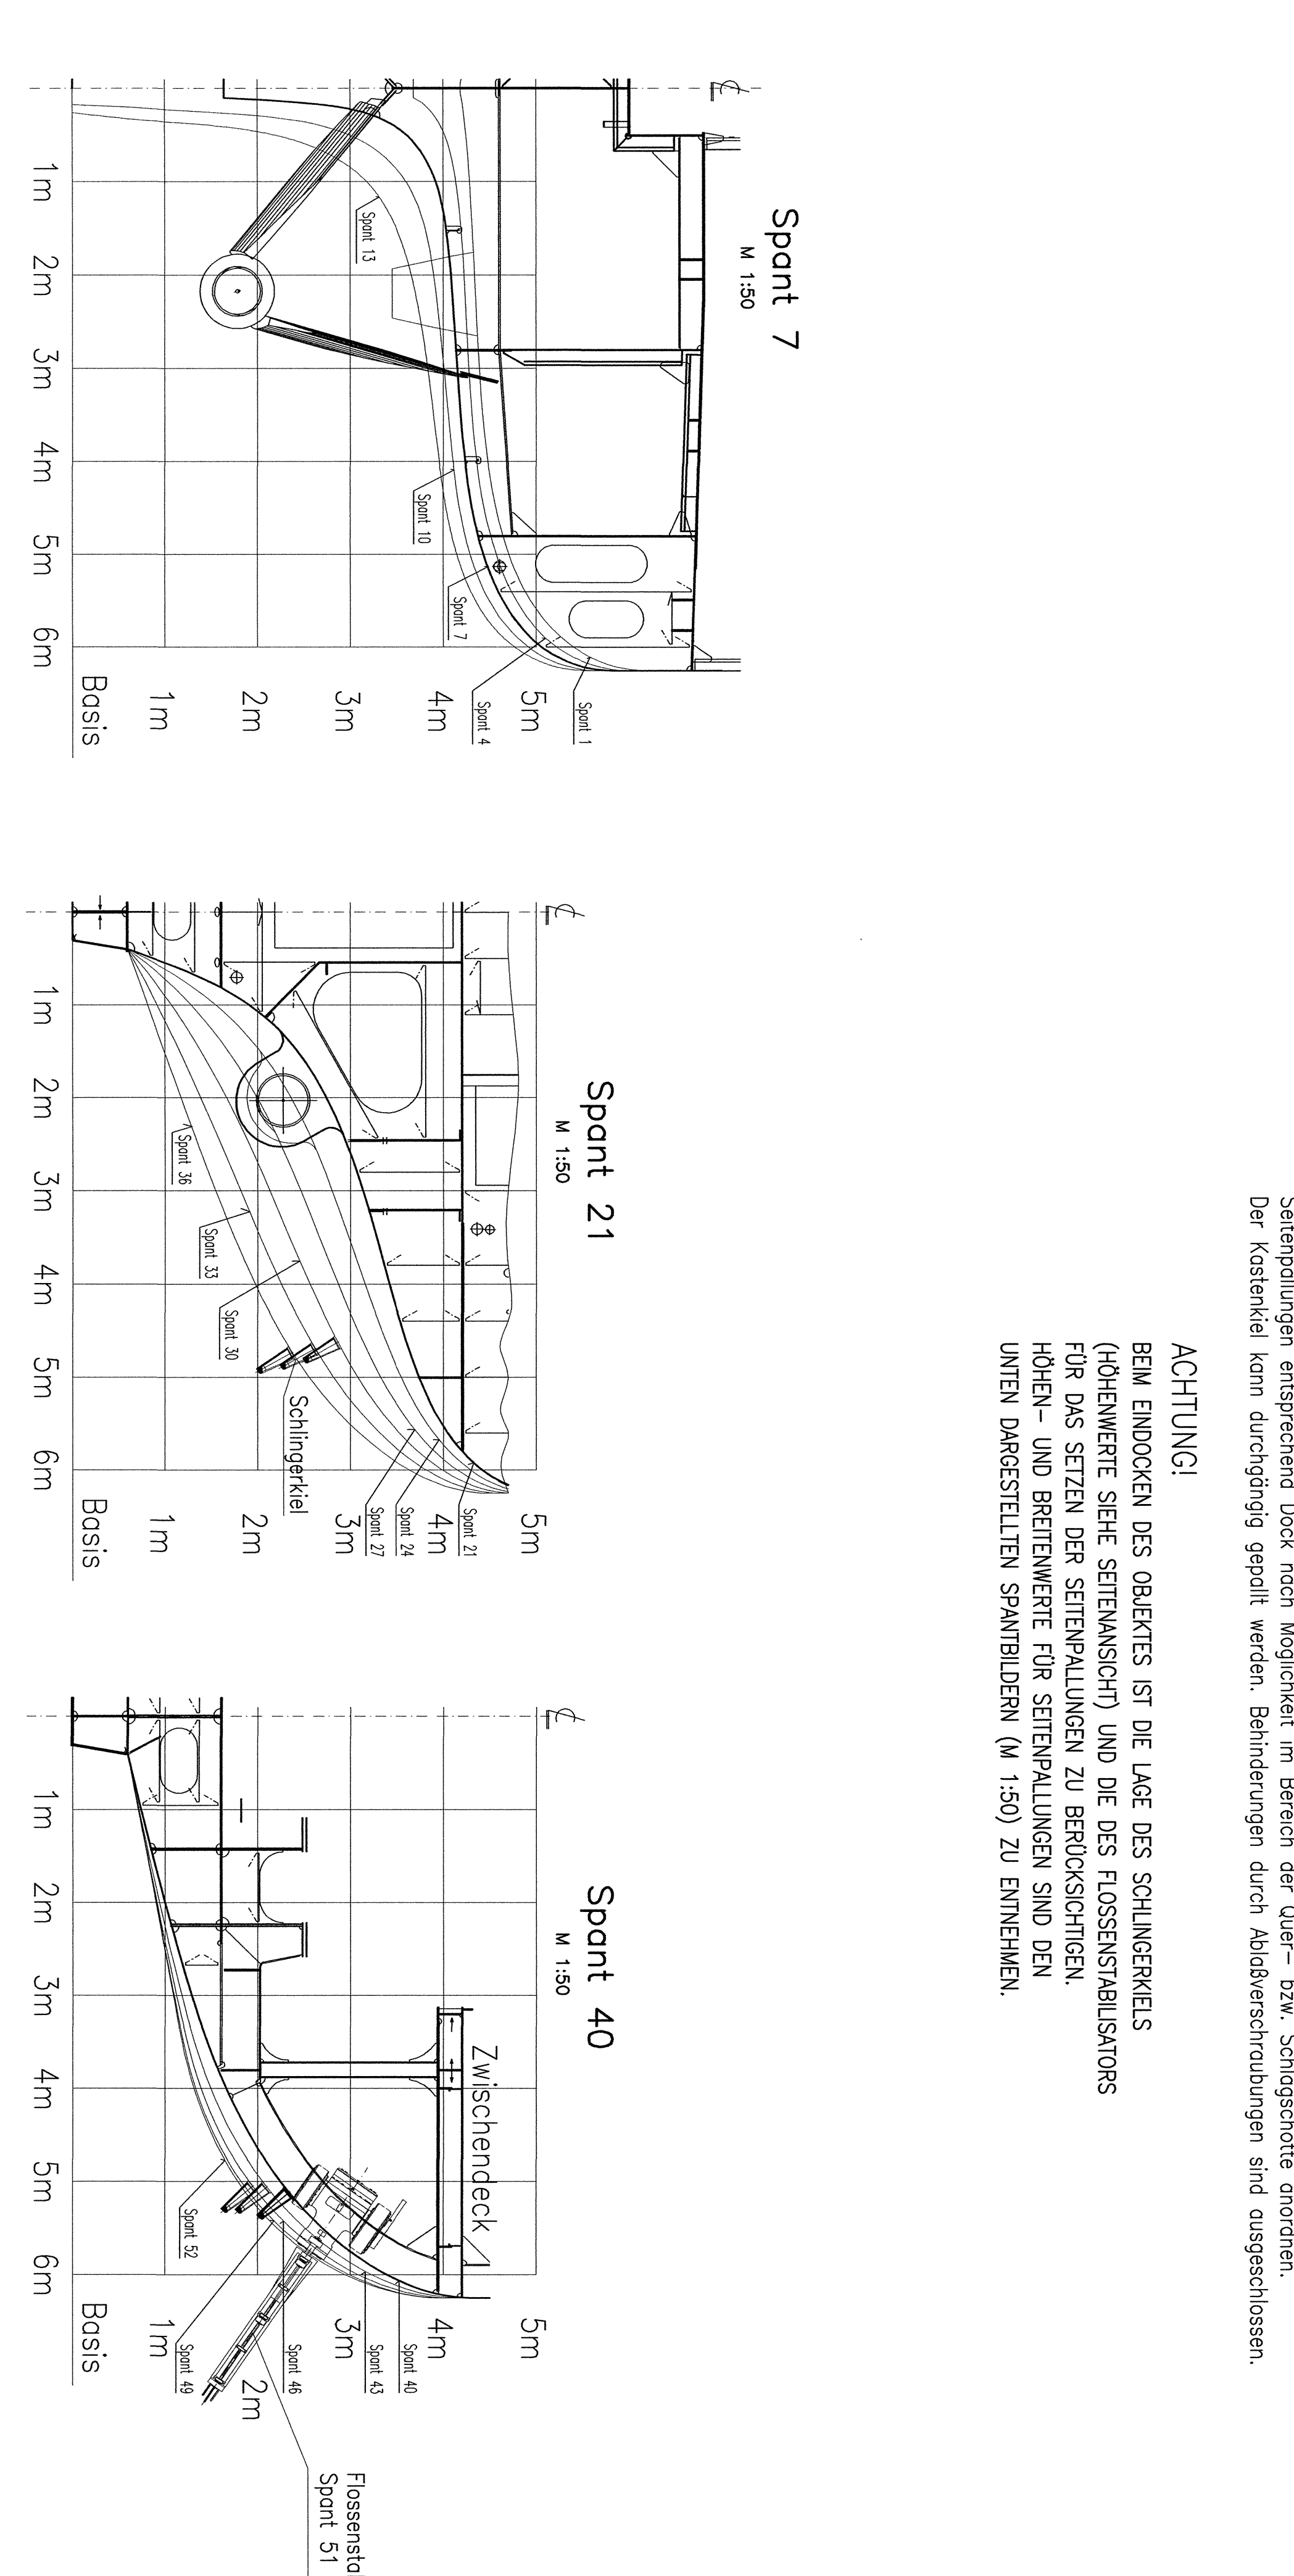 Seitenpallungen entsprechend Dock nach Möglichkeit im Bereich der Quer- bzw. Schlagschotte anordnen.
Der Kastenkiel kann durchgängig gepallt werden. Behinderungen durch Ablaßverschraubungen sind ausgeschlossen.
ACHTUNG!
BEIM EINDOCKEN DES OBJEKTES IST DIE LAGE DES SCHLINGERKIELS
(HÖHENWERTE SIEHE SEITENANSICHT) UND DIE DES FLOSSENSTABILISATORS
FÜR DAS SETZEN DER SEITENPALLUNGEN ZU BERÜCKSICHTIGEN.
HÖHEN- UND BREITENWERTE FÜR SEITENPALLUNGEN SIND DEN
UNTEN DARGESTELLTEN SPANTBILDERN (M 1:50) ZU ENTNEHMEN.
Spant 7
M 1:50
Spant 1
Spant 4
Spant 7
Spant 10
Spant 13
5m
4m
3m
2m
1m
Basis
1m
2m
3m
4m
5m
6m
Spant 21
M 1:50
Spant 21
Spant 24
Spant 27
Schlingerkiel
Spant 30
Spant 33
Spant 36
5m
4m
3m
2m
1m
Basis
1m
2m
3m
4m
5m
6m
Spant 40
M 1:50
Zwischendeck
Spant 40
Spant 43
Spant 46
Spant 49
Spant 52
Flossensta
Spant 51
5m
4m
3m
2m
1m
Basis
1m
2m
3m
4m
5m
6m